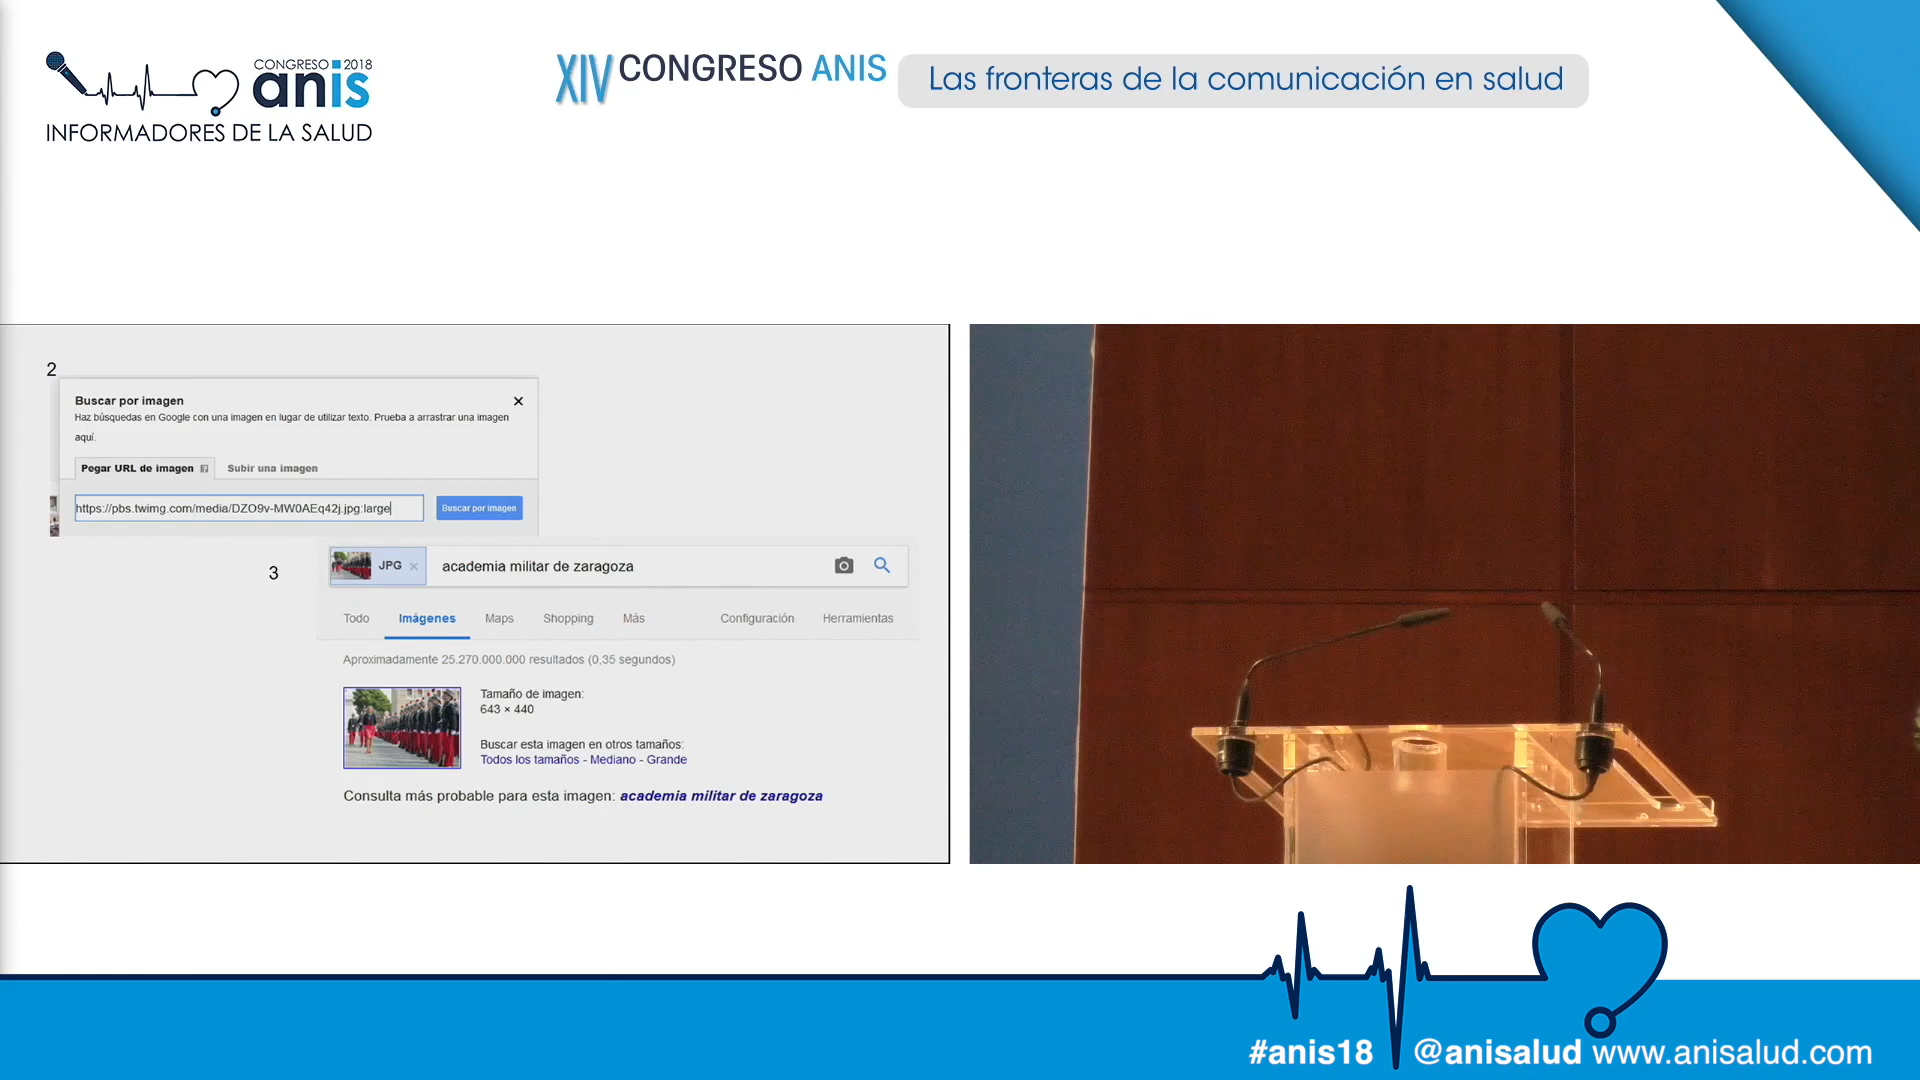 CONGRESO 2018
anis
INFORMADORES DE LA SALUD
XIV CONGRESO ANIS
Las fronteras de la comunicación en salud
2
Buscar por imagen
Haz búsquedas en Google con una imagen en lugar de utilizar texto. Prueba a arrastrar una imagen
aquí.
Pegar URL de imagen ? Subir una imagen
https://pbs.twimg.com/media/DZO9v-MW0AEq42j.jpg:large
Buscar por imagen
3
JPG academia militar de zaragoza
Todo Imágenes Maps Shopping Más Configuración Herramientas
Aproximadamente 25.270.000.000 resultados (0,35 segundos)
Tamaño de imagen:
643 × 440
Buscar esta imagen en otros tamaños:
Todos los tamaños - Mediano - Grande
Consulta más probable para esta imagen: academia militar de zaragoza
#anis18 @anisalud www.anisalud.com